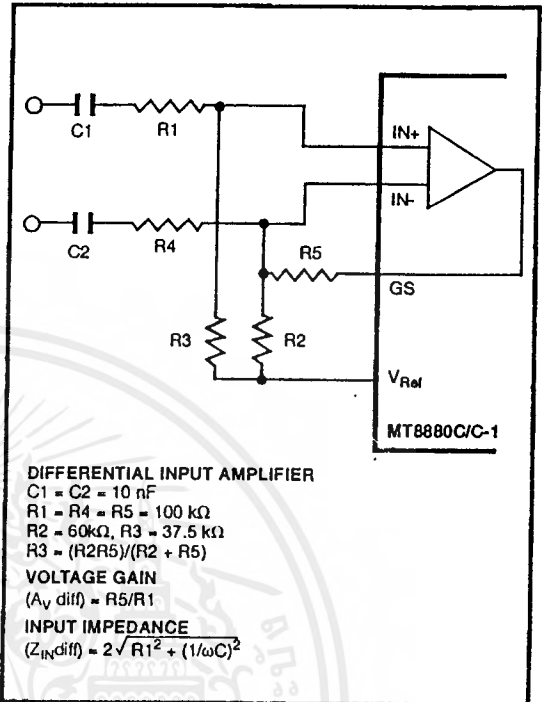 C1
R1
IN+
IN-
C2
R4
R5
GS
R3
R2
VRef
MT8880C/C-1
DIFFERENTIAL INPUT AMPLIFIER
C1 = C2 = 10 nF
R1 = R4 = R5 = 100 kΩ
R2 = 60kΩ, R3 = 37.5 kΩ
R3 = (R2R5)/(R2 + R5)
VOLTAGE GAIN
(AV diff) = R5/R1
INPUT IMPEDANCE
(ZINdiff) = 2√R1² + (1/ωC)²